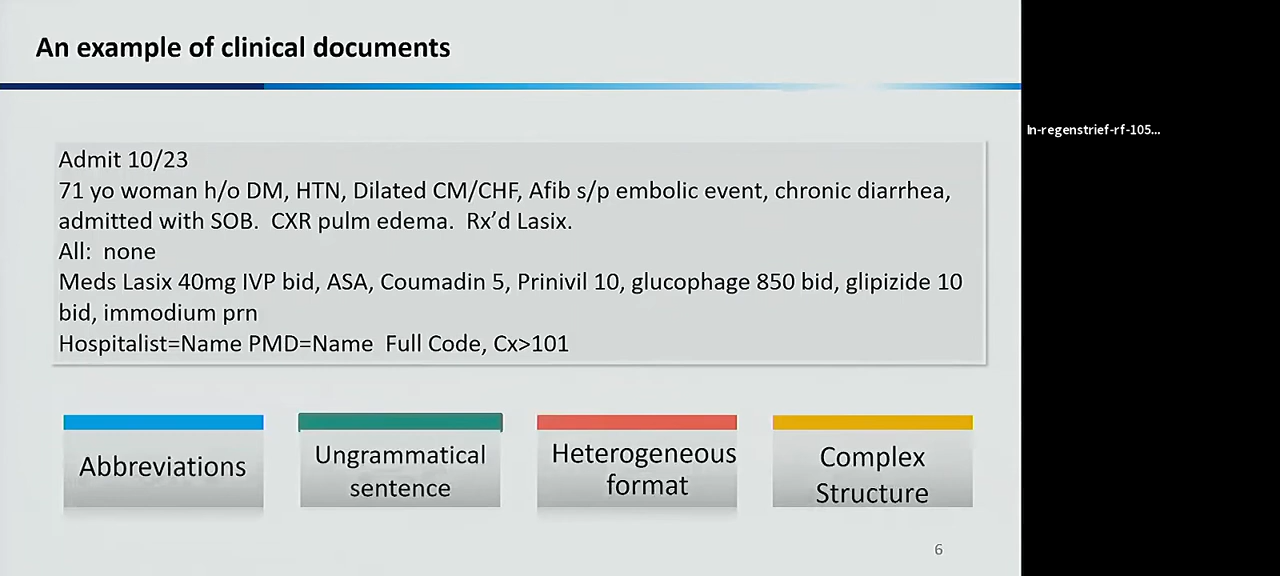 An example of clinical documents
In-regenstrief-rf-105...
Admit 10/23
71 yo woman h/o DM, HTN, Dilated CM/CHF, Afib s/p embolic event, chronic diarrhea,
admitted with SOB.  CXR pulm edema.  Rx’d Lasix.
All:  none
Meds Lasix 40mg IVP bid, ASA, Coumadin 5, Prinivil 10, glucophage 850 bid, glipizide 10
bid, immodium prn
Hospitalist=Name PMD=Name  Full Code, Cx>101
Abbreviations
Ungrammatical
sentence
Heterogeneous
format
Complex
Structure
6